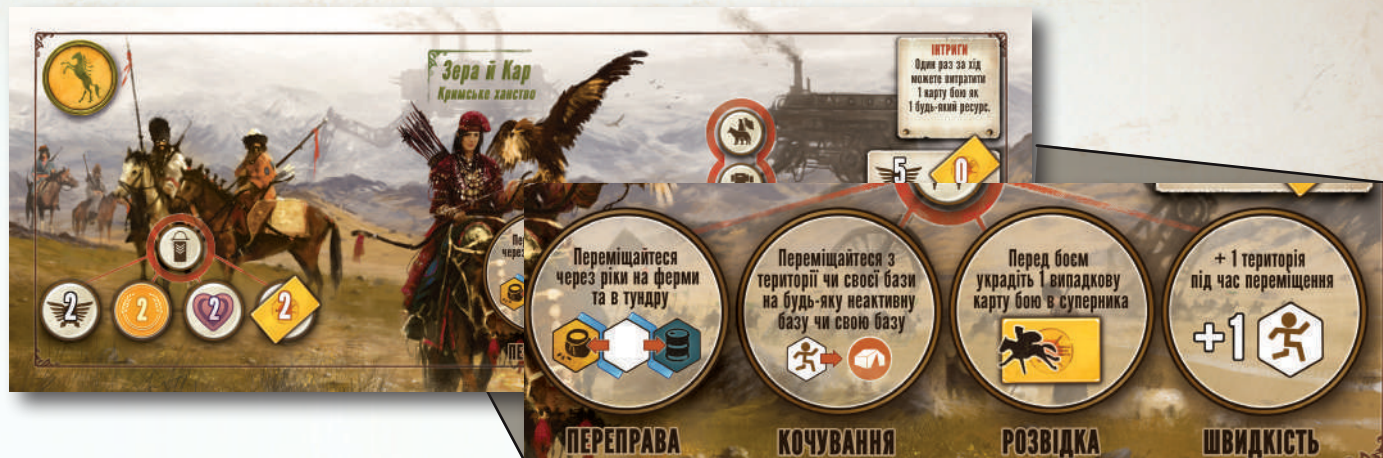 Зера й Кар
Кримське ханство
ІНТРИГИ
Один раз за хід
можете витратити
1 карту бою як
1 будь-який ресурс.
5
0
2
2
2
2
Переміщайтеся
через ріки на ферми
та в тундру
ПЕРЕПРАВА
Переміщайтеся з
території чи своєї бази
на будь-яку неактивну
базу чи свою базу
КОЧУВАННЯ
Перед боєм
украдіть 1 випадкову
карту бою в суперника
РОЗВІДКА
+ 1 територія
під час переміщення
+1
ШВИДКІСТЬ